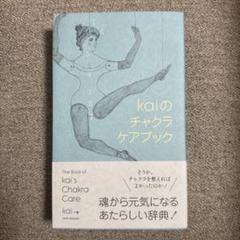 kaiの
チャクラ
ケアブック
The Book of
kai's
Chakra
Care
kai・著
そうか、
チャクラを整えれば
よかったのか!
魂から元気になる
あたらしい辞典!